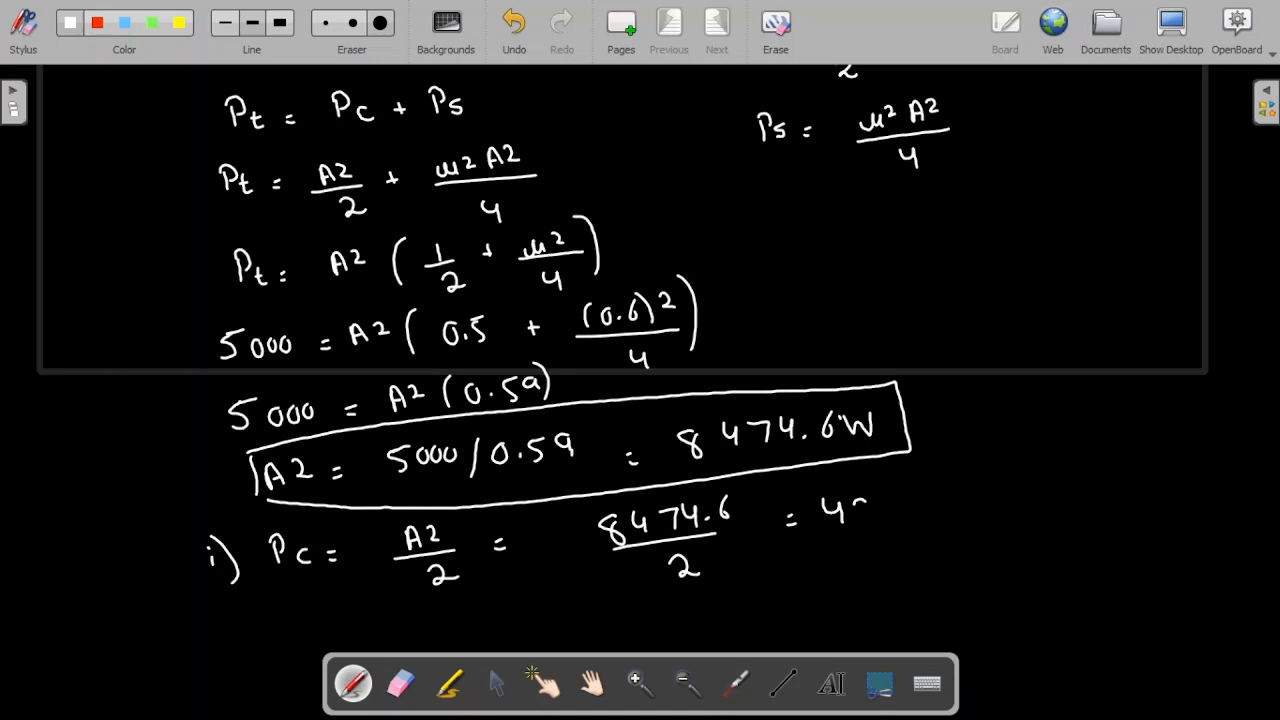 Stylus Color Line Eraser Backgrounds Undo Redo Pages Previous Next Erase Board Web Documents Show Desktop OpenBoard
2
Pt = Pc + Ps
Ps = μ² A² / 4
Pt = A² / 2 + μ² A² / 4
Pt = A² ( 1 / 2 + μ² / 4 )
5000 = A² ( 0.5 + (0.6)² / 4 )
5000 = A² ( 0.59 )
A² = 5000 / 0.59 = 8474.6W
i) Pc = A² / 2 = 8474.6 / 2 = 4